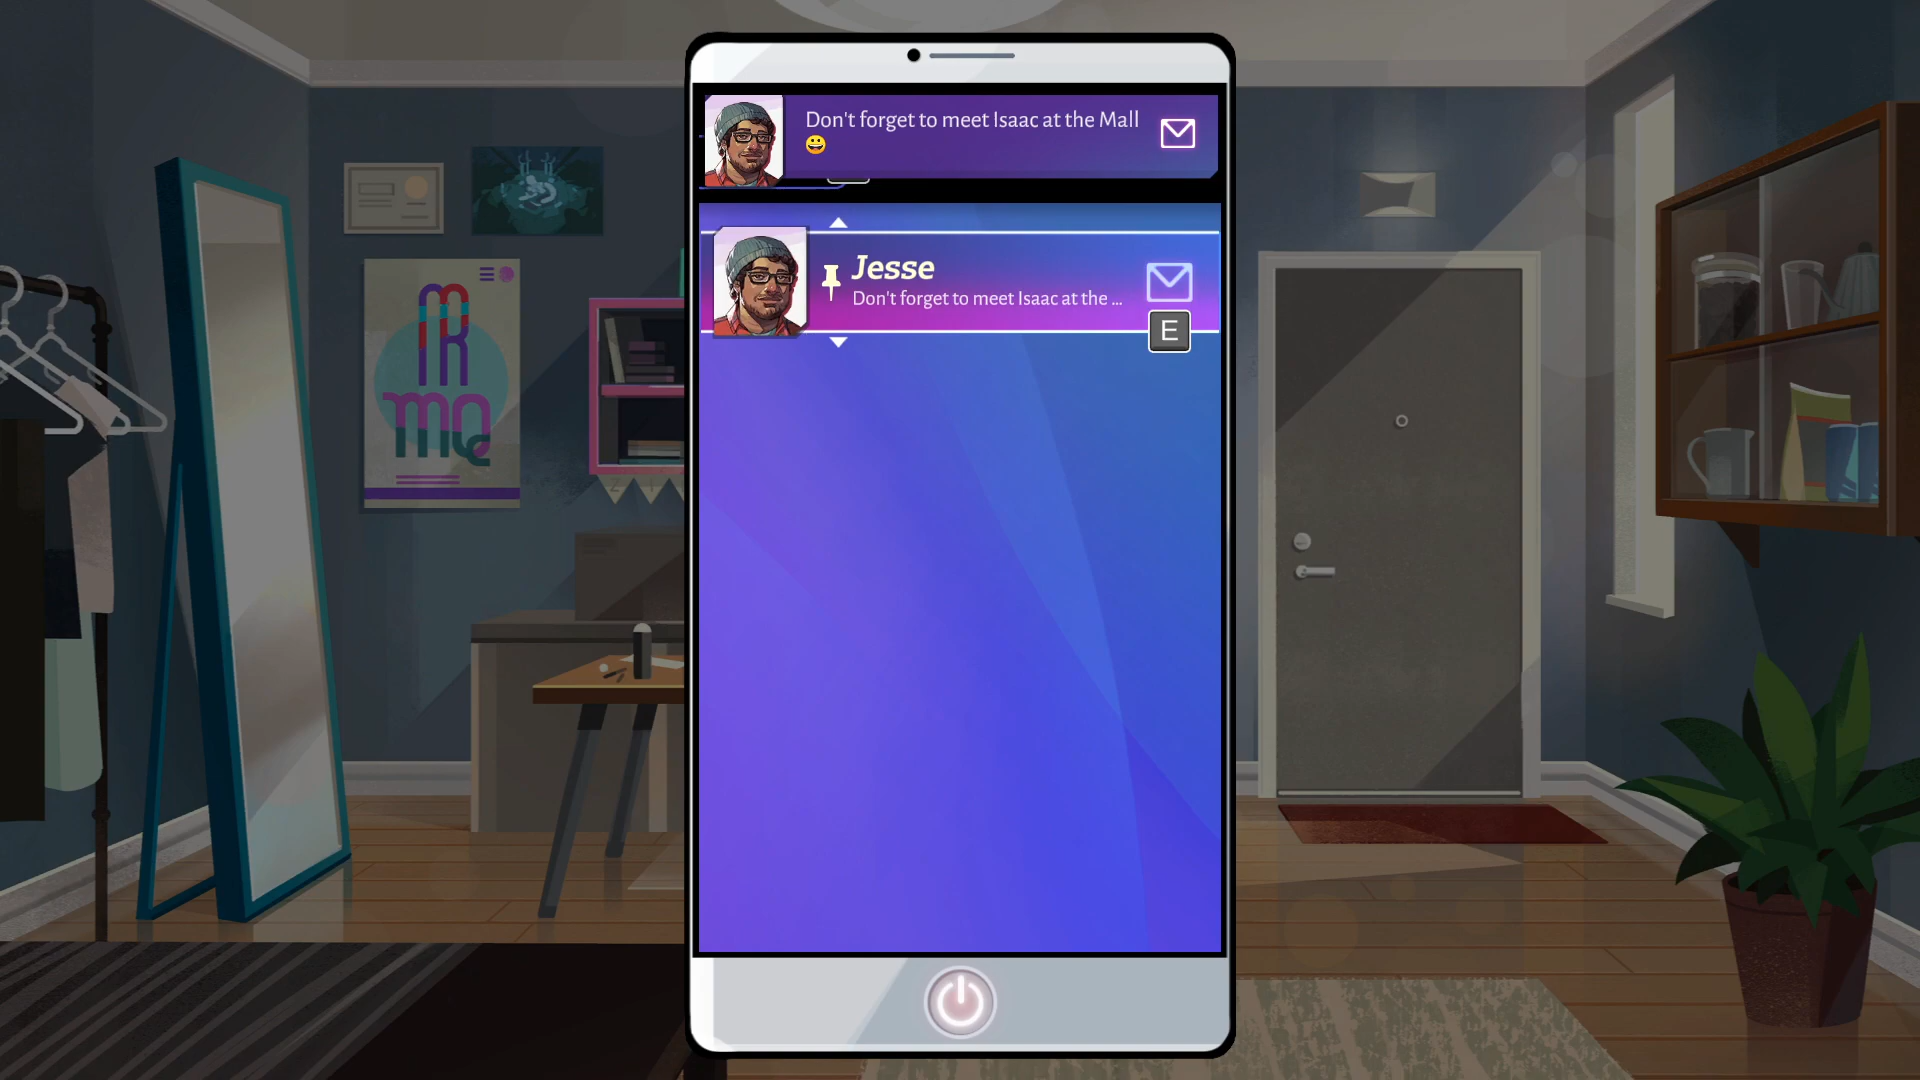 Don't forget to meet Isaac at the Mall
😀
Jesse
Don't forget to meet Isaac at the ...
E